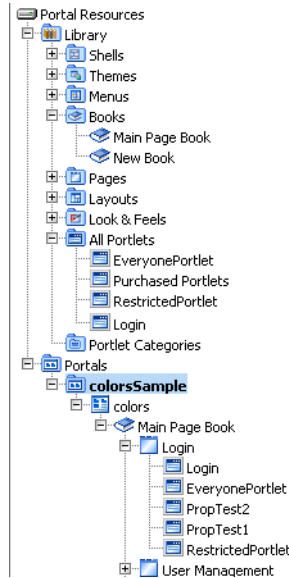 Portal Resources
Library
Shells
Themes
Menus
Books
Main Page Book
New Book
Pages
Layouts
Look & Feels
All Portlets
EveryonePortlet
Purchased Portlets
RestrictedPortlet
Login
Portlet Categories
Portals
colorsSample
colors
Main Page Book
Login
Login
EveryonePortlet
PropTest2
PropTest1
RestrictedPortlet
User Management